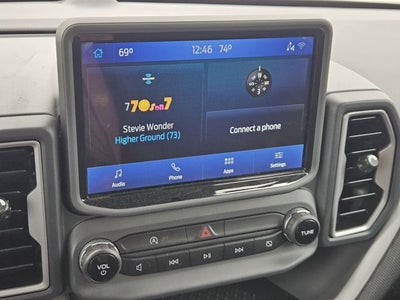 69° 12:46 74°
7 70s on 7
Stevie Wonder
Higher Ground (73)
Connect a phone
Audio Phone Apps Settings
VOL
TUNE